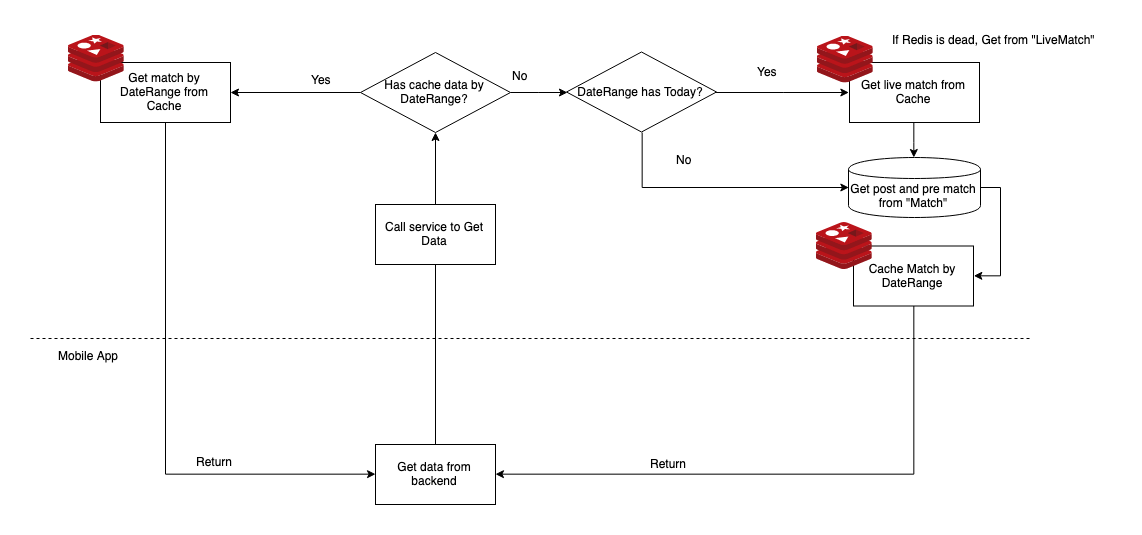 If Redis is dead, Get from "LiveMatch"
Get match by
DateRange from
Cache
Yes
Has cache data by
DateRange?
No
DateRange has Today?
Yes
Get live match from
Cache
No
Get post and pre match
from "Match"
Call service to Get
Data
Cache Match by
DateRange
Mobile App
Return
Get data from
backend
Return